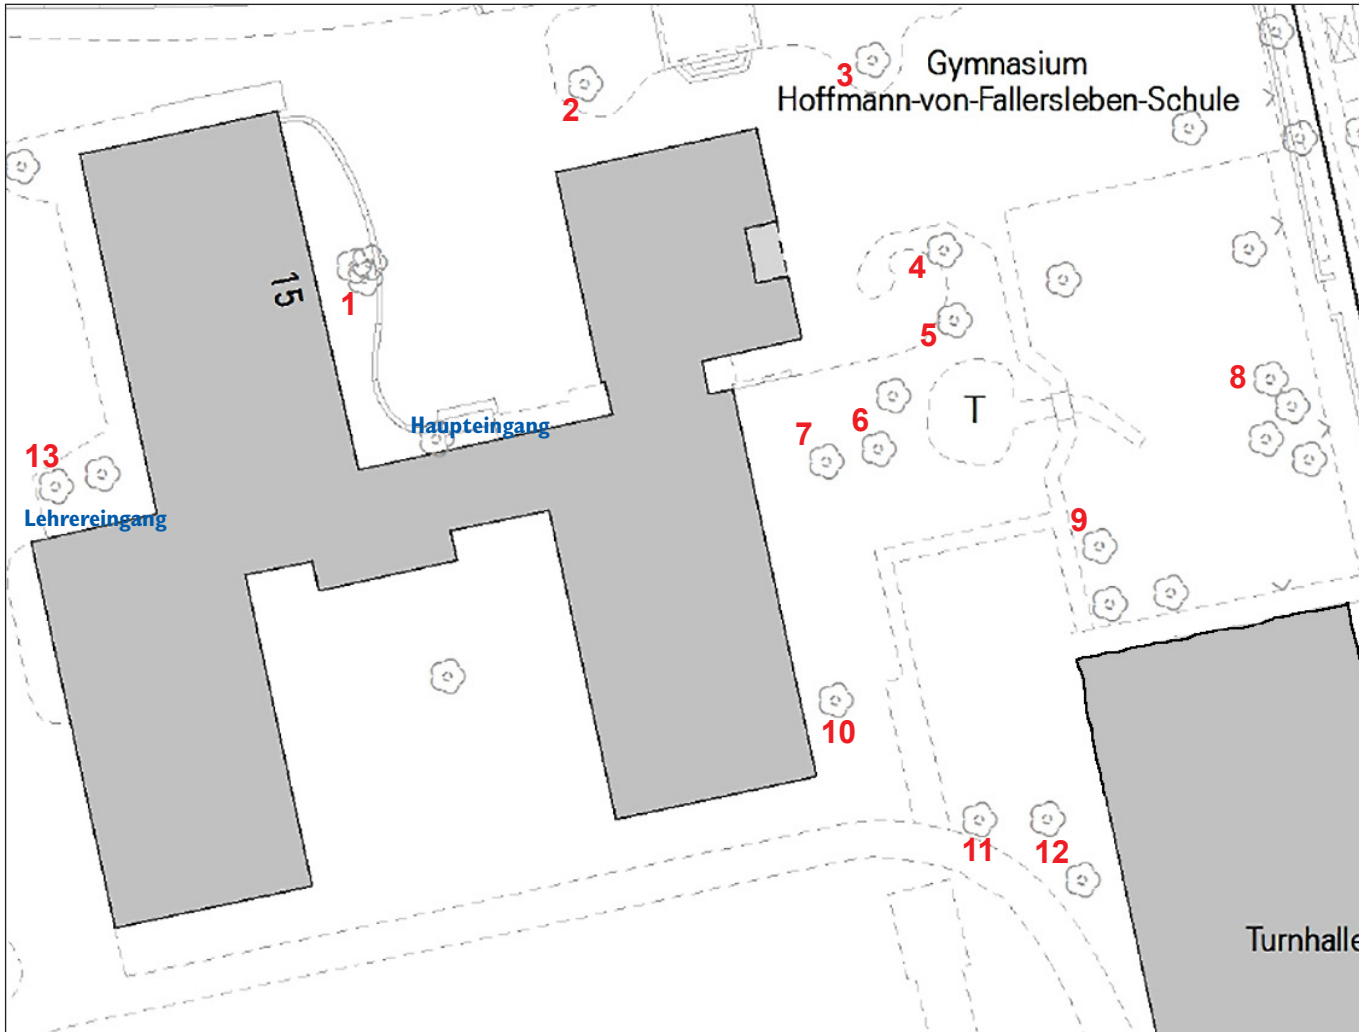 Gymnasium
Hoffmann-von-Fallersleben-Schule
3
2
4
15
1
5
T
8
6
7
Haupteingang
13
Lehrereingang
9
10
11
12
Turnhalle